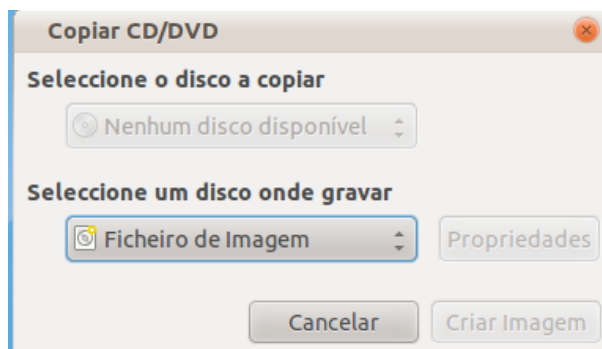 Copiar CD/DVD
Seleccione o disco a copiar
Nenhum disco disponível
Seleccione um disco onde gravar
Ficheiro de Imagem Propriedades
Cancelar Criar Imagem